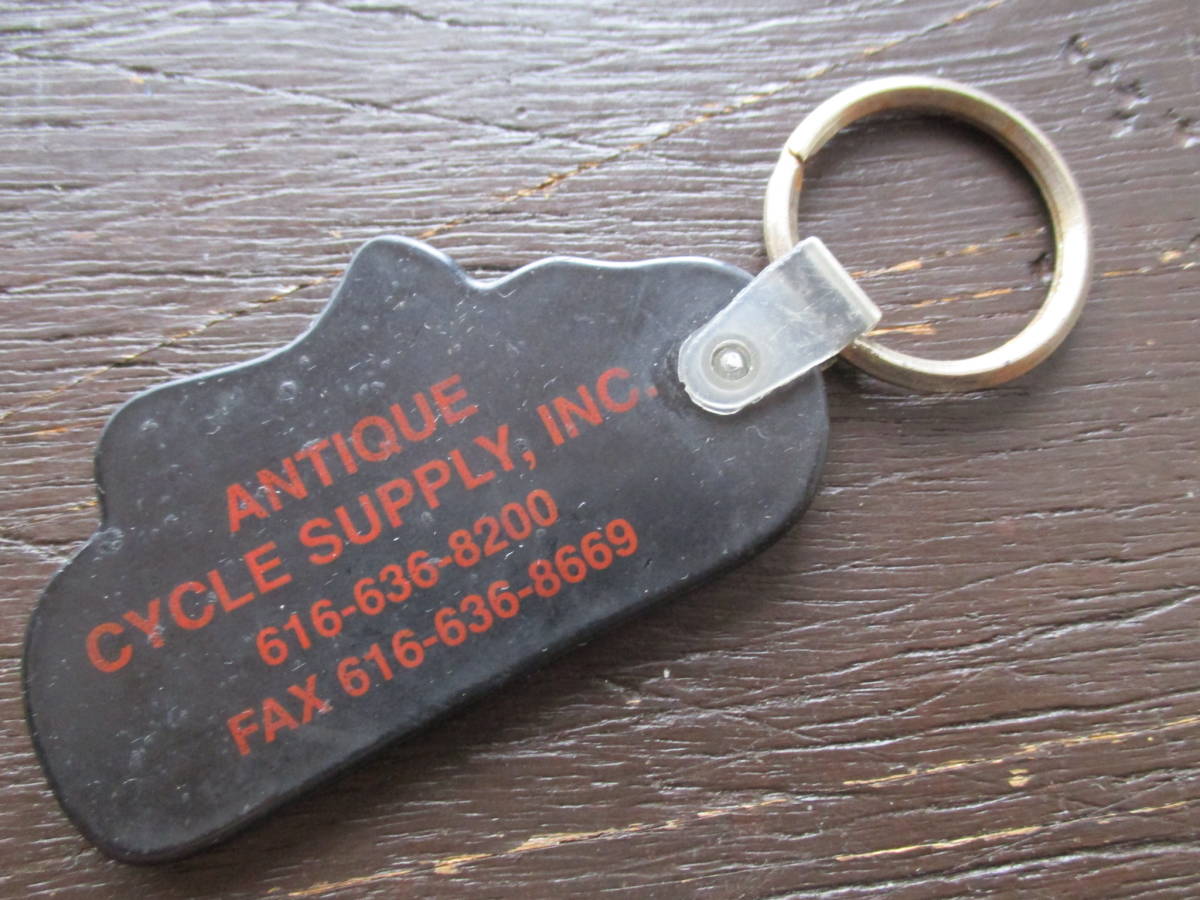 ANTIQUE
CYCLE SUPPLY, INC.
616-636-8200
FAX 616-636-8669